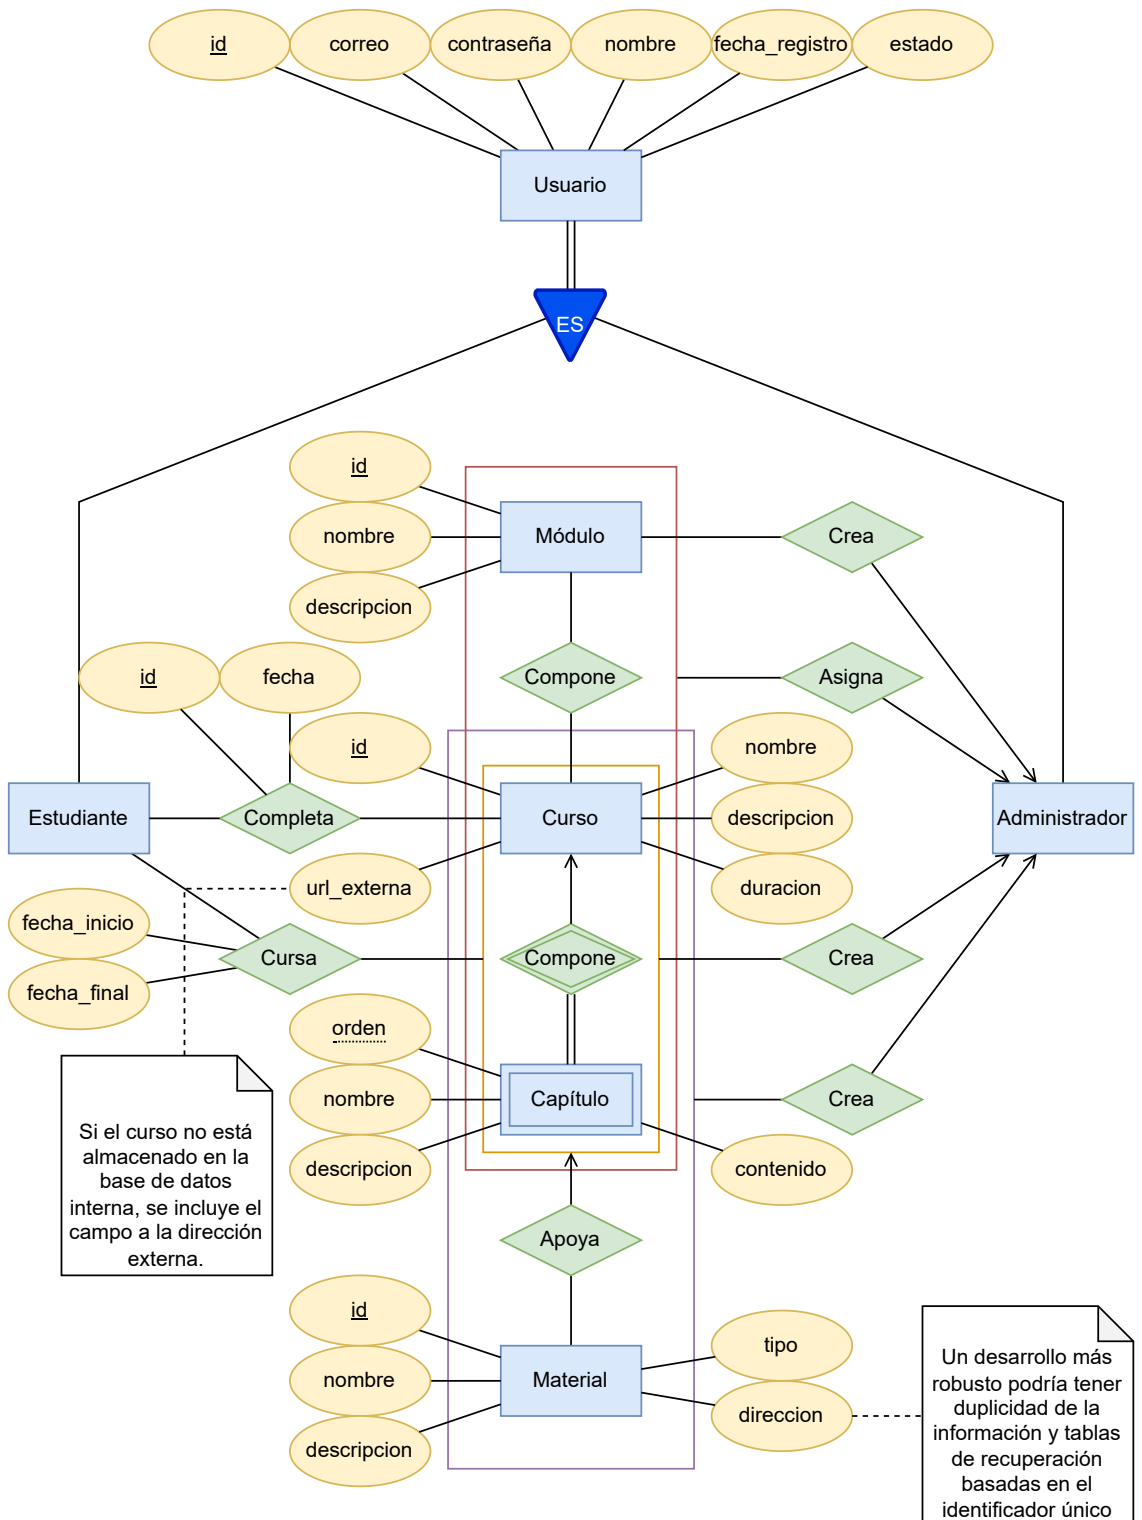 id
correo
contraseña
nombre
fecha_registro
estado
Usuario
ES
id
nombre
descripcion
Módulo
Crea
id
fecha
Compone
Asigna
id
nombre
Estudiante
Completa
Curso
descripcion
Administrador
url_externa
duracion
fecha_inicio
fecha_final
Cursa
Compone
Crea
orden
nombre
descripcion
Capítulo
Crea
contenido
Si el curso no está
almacenado en la
base de datos
interna, se incluye el
campo a la dirección
externa.
Apoya
id
nombre
descripcion
Material
tipo
direccion
Un desarrollo más
robusto podría tener
duplicidad de la
información y tablas
de recuperación
basadas en el
identificador único